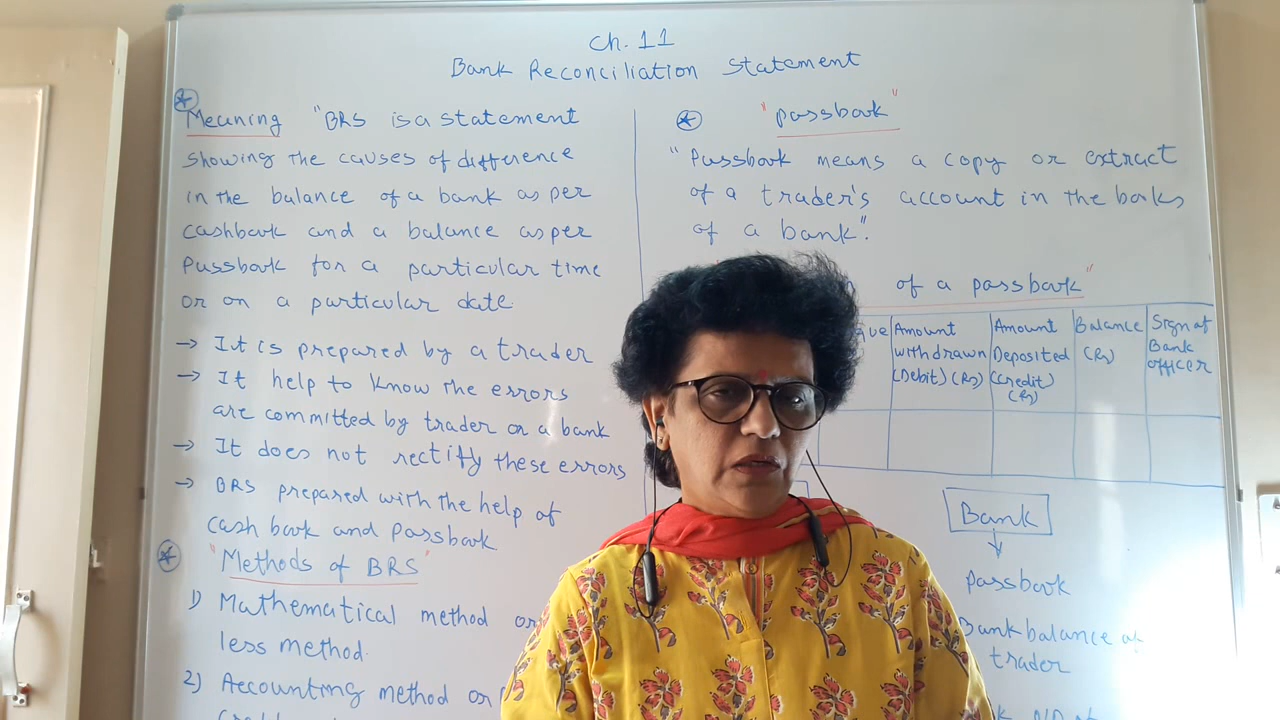 Ch. 11
Bank Reconciliation Statement
Meaning "BRS is a statement
showing the causes of difference
in the balance of a bank as per
cashbook and a balance as per
Passbook for a particular time
or on a particular date.
→ It is prepared by a trader
→ It help to know the errors
are committed by trader or a bank
→ It does not rectify these errors
→ BRS prepared with the help of
cash book and Passbook
"Methods of BRS"
1) Mathematical method or
less method.
2) Accounting method or
"Passbook"
"Passbook means a copy or extract
of a trader's account in the books
of a bank".
of a passbook"
Amount
withdrawn
(Debit) (Rs)
Amount
Deposited
(Credit)
(Rs)
Balance
(Rs)
Sign of
Bank
officer
Bank
Passbook
Bank balance of
trader